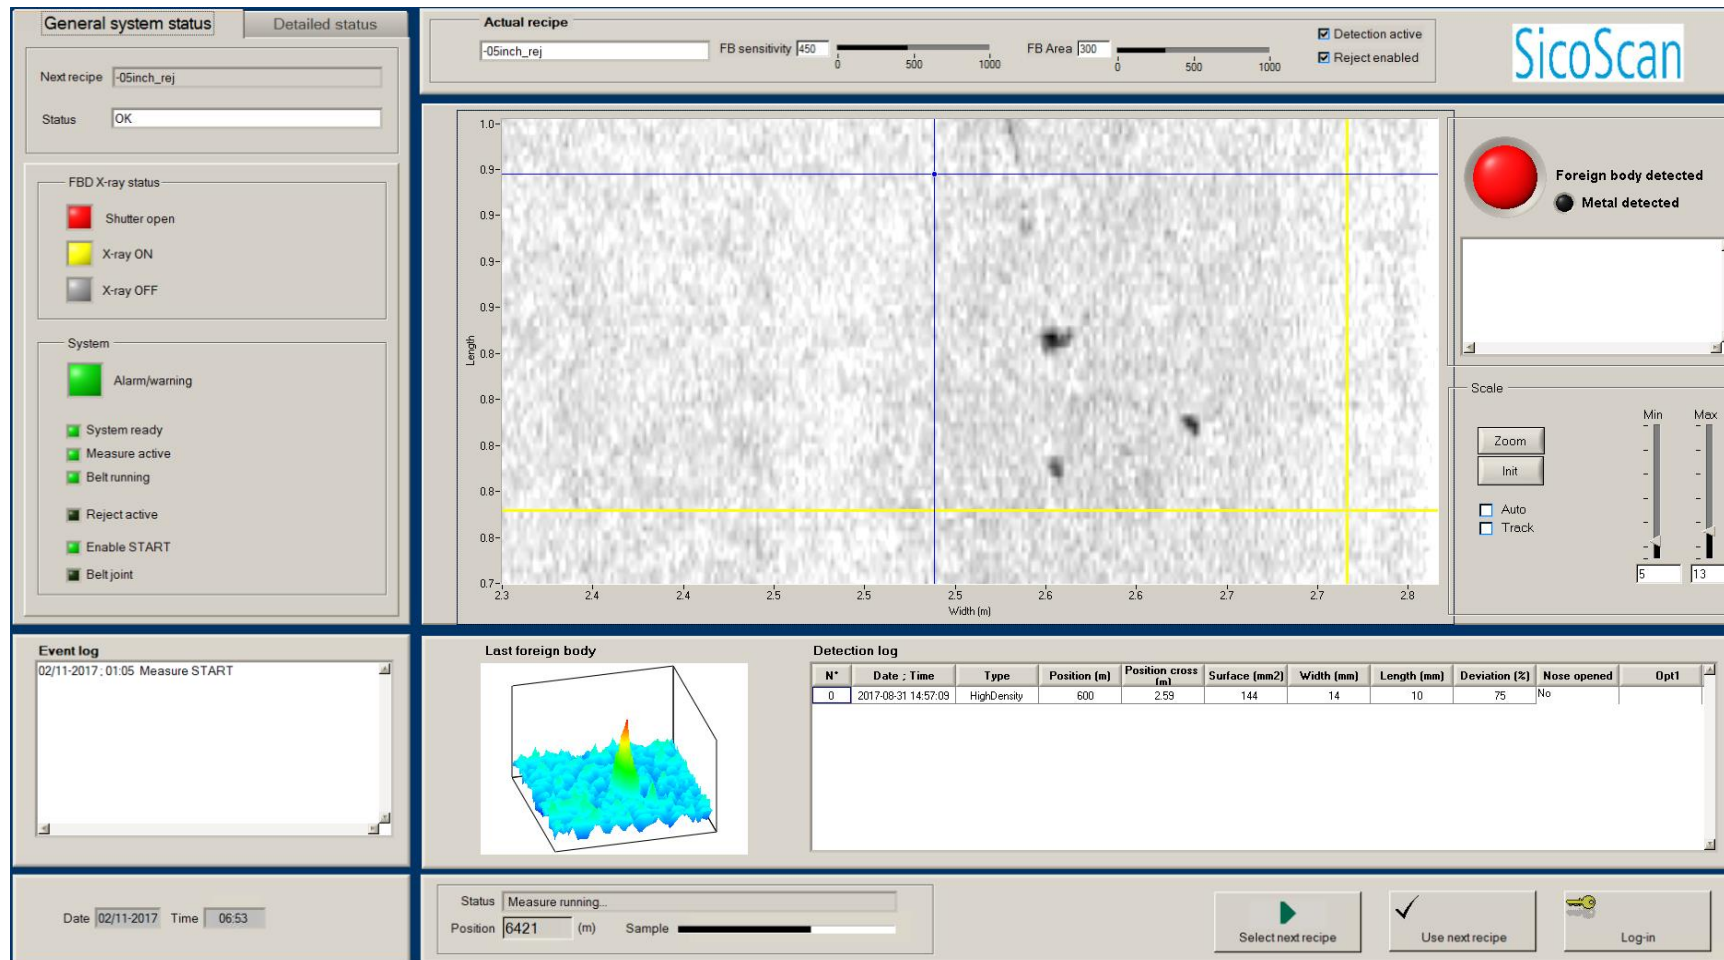 General system status
Detailed status
Next recipe -05inch_rej
Status OK
FBD X-ray status
Shutter open
X-ray ON
X-ray OFF
System
Alarm/warning
System ready
Measure active
Belt running
Reject active
Enable START
Belt joint
Event log
02/11-2017 ; 01:05 Measure START
Date 02/11-2017 Time 06:53
Actual recipe
-05inch_rej
FB sensitivity 450
0 500 1000
FB Area 300
0 500 1000
Detection active
Reject enabled
SicoScan
1.0
0.9
0.9
0.9
0.9
0.8
0.8
0.8
0.8
0.8
0.7
Length
2.3 2.4 2.4 2.5 2.5 2.5 2.6 2.6 2.7 2.7 2.8
Width (m)
Foreign body detected
Metal detected
Scale
Min Max
Zoom
Init
Auto
Track
5 13
Last foreign body
Detection log
N° Date ; Time Type Position (m) Position cross (m) Surface (mm2) Width (mm) Length (mm) Deviation (%) Nose opened Opt1
0 2017-08-31 14:57:09 HighDensity 600 2.59 144 14 10 75 No
Status Measure running...
Position 6421 (m) Sample
Select next recipe
Use next recipe
Log-in